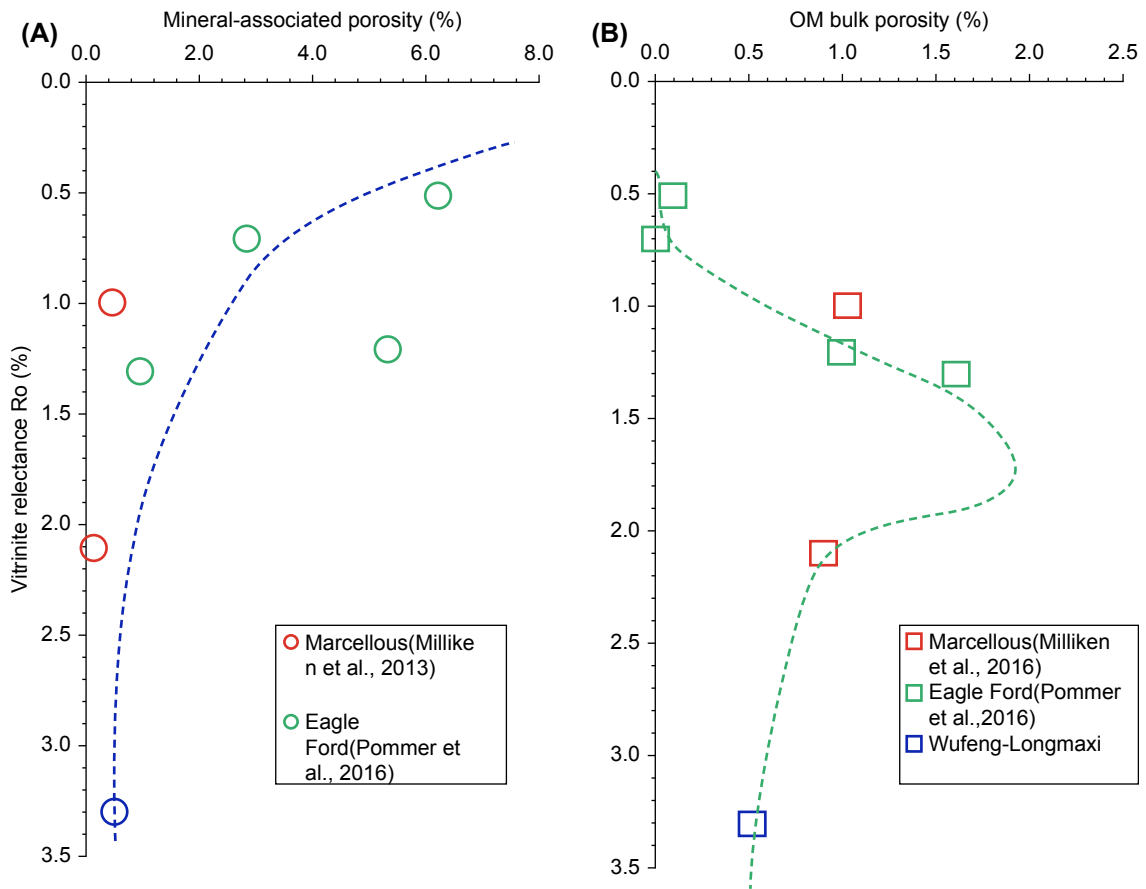 (A)
Mineral-associated porosity (%)
0.0 2.0 4.0 6.0 8.0
0.0
0.5
1.0
1.5
2.0
2.5
3.0
3.5
Vitrinite relectance Ro (%)
Marcellous(Millike
n et al., 2013)
Eagle
Ford(Pommer et
al., 2016)
(B)
OM bulk porosity (%)
0.0 0.5 1.0 1.5 2.0 2.5
0.0
0.5
1.0
1.5
2.0
2.5
3.0
3.5
Marcellous(Milliken
et al., 2016)
Eagle Ford(Pommer
et al.,2016)
Wufeng-Longmaxi